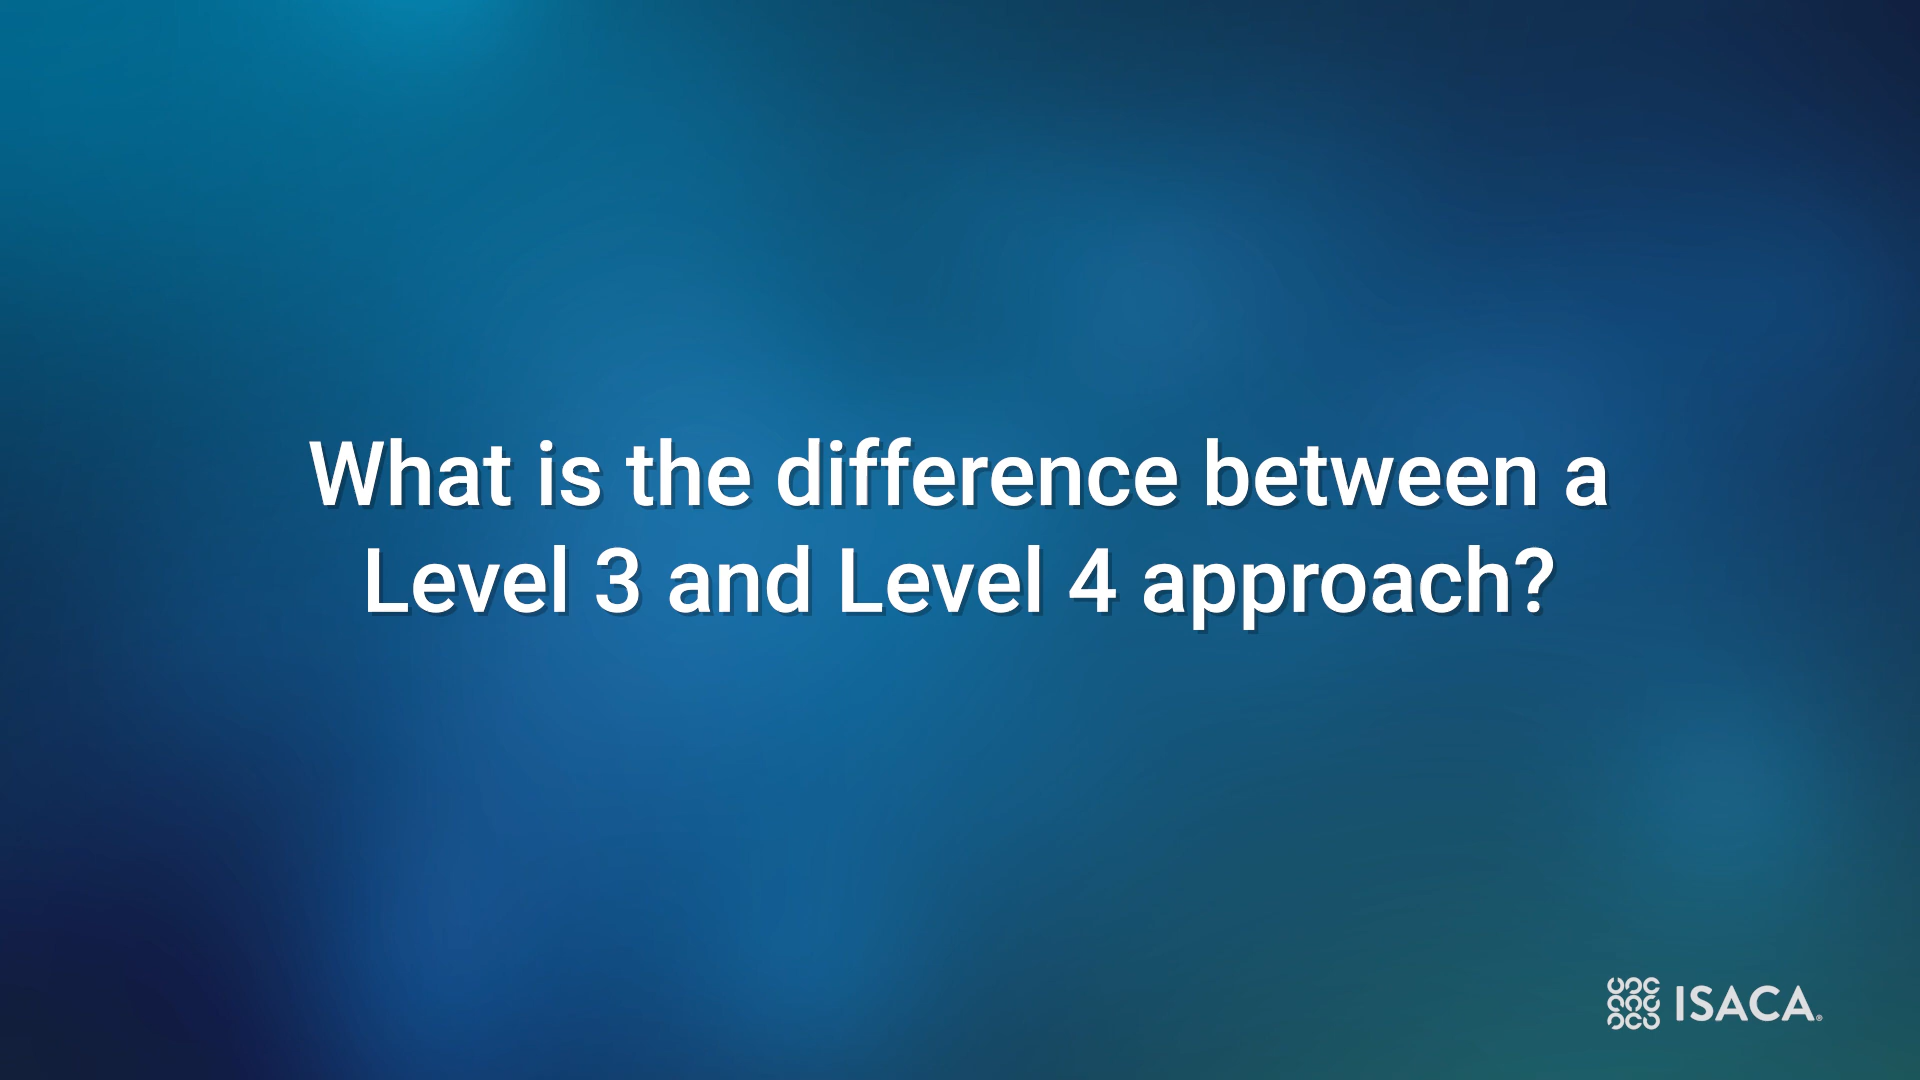 What is the difference between a
Level 3 and Level 4 approach?
ISACA®